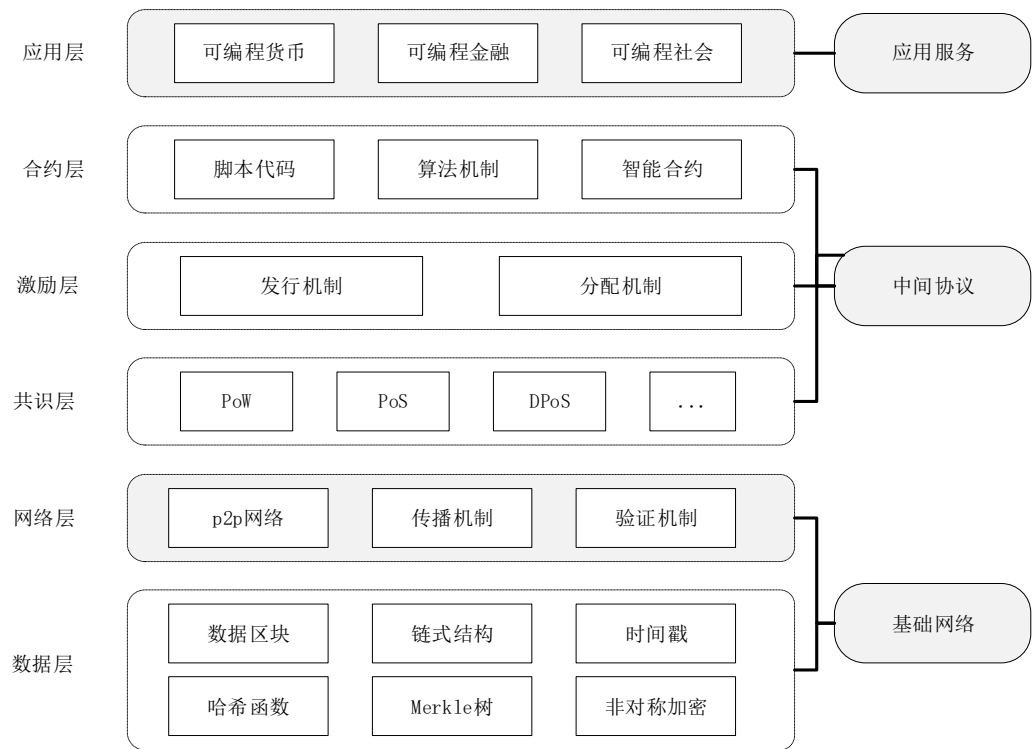 应用层
可编程货币
可编程金融
可编程社会
应用服务
合约层
脚本代码
算法机制
智能合约
激励层
发行机制
分配机制
中间协议
共识层
PoW
PoS
DPoS
...
网络层
p2p网络
传播机制
验证机制
数据层
数据区块
链式结构
时间戳
哈希函数
Merkle树
非对称加密
基础网络